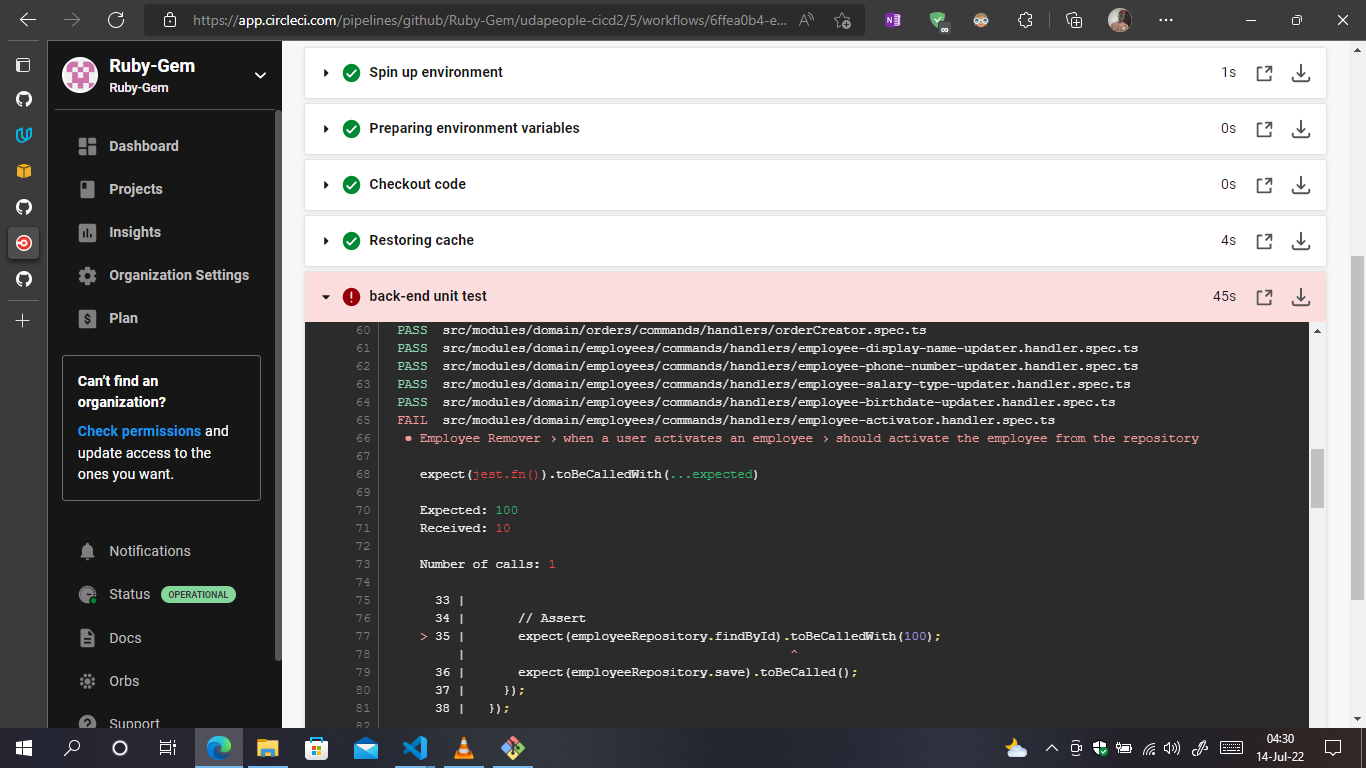 https://app.circleci.com/pipelines/github/Ruby-Gem/udapeople-cicd2/5/workflows/6ffea0b4-e...
Ruby-Gem
Ruby-Gem
Dashboard
Projects
Insights
Organization Settings
Plan
Can't find an
organization?
Check permissions and
update access to the
ones you want.
Notifications
Status OPERATIONAL
Docs
Orbs
Support
Spin up environment 1s
Preparing environment variables 0s
Checkout code 0s
Restoring cache 4s
back-end unit test 45s
60 PASS src/modules/domain/orders/commands/handlers/orderCreator.spec.ts
61 PASS src/modules/domain/employees/commands/handlers/employee-display-name-updater.handler.spec.ts
62 PASS src/modules/domain/employees/commands/handlers/employee-phone-number-updater.handler.spec.ts
63 PASS src/modules/domain/employees/commands/handlers/employee-salary-type-updater.handler.spec.ts
64 PASS src/modules/domain/employees/commands/handlers/employee-birthdate-updater.handler.spec.ts
65 FAIL src/modules/domain/employees/commands/handlers/employee-activator.handler.spec.ts
66 ● Employee Remover › when a user activates an employee › should activate the employee from the repository
67
68 expect(jest.fn()).toBeCalledWith(...expected)
69
70 Expected: 100
71 Received: 10
72
73 Number of calls: 1
74
75 33 |
76 34 | // Assert
77 > 35 | expect(employeeRepository.findById).toBeCalledWith(100);
78 | ^
79 36 | expect(employeeRepository.save).toBeCalled();
80 37 | });
81 38 | });
82
04:30
14-Jul-22